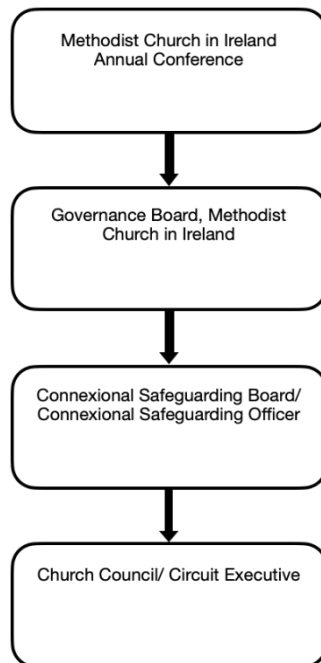 Methodist Church in Ireland
Annual Conference
Governance Board, Methodist
Church in Ireland
Connexional Safeguarding Board/
Connexional Safeguarding Officer
Church Council/ Circuit Executive